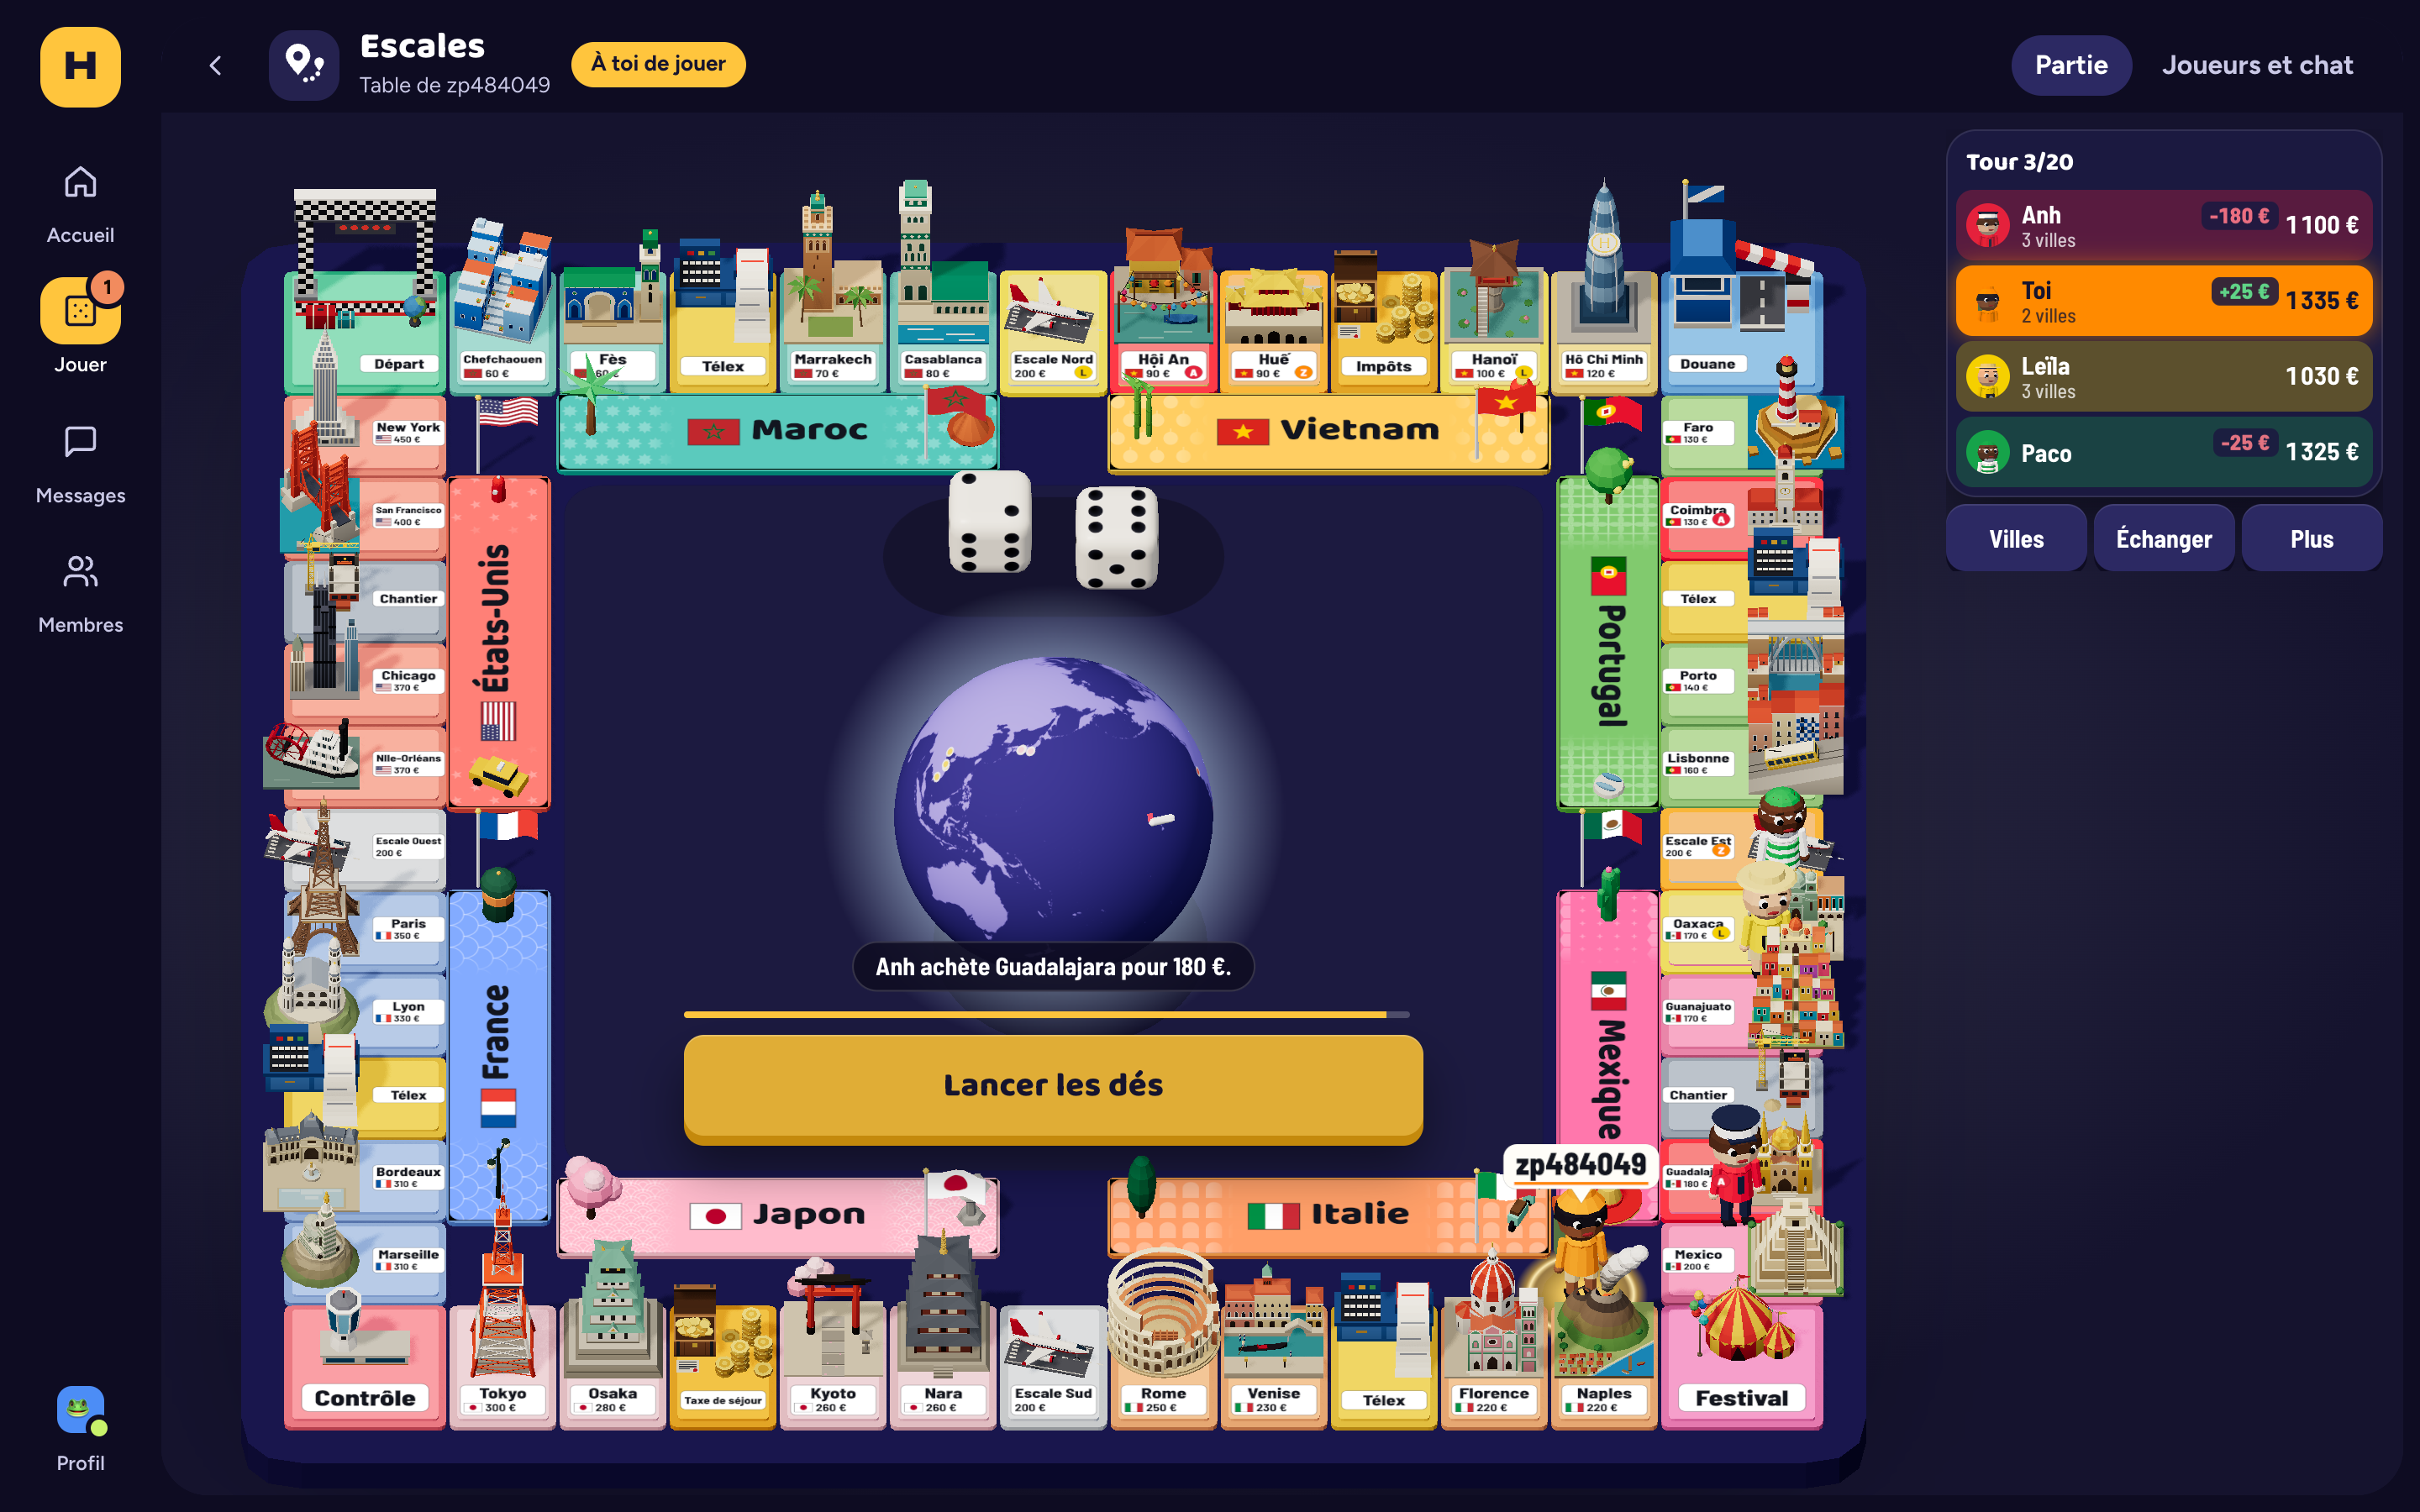 H
Escales
Table de zp484049
À toi de jouer
Partie
Joueurs et chat
Accueil
1
Jouer
Messages
Membres
Profil
Tour 3/20
Anh
3 villes
-180 €
1 100 €
Toi
2 villes
+25 €
1 335 €
Leïla
3 villes
1 030 €
Paco
-25 €
1 325 €
Villes
Échanger
Plus
Départ
Chefchaouen
60 €
Fès
60 €
Télex
Marrakech
70 €
Casablanca
80 €
Escale Nord
200 €
L
Hội An
90 €
A
Huế
90 €
Z
Impôts
Hanoï
100 €
L
Hô Chi Minh
120 €
H
Douane
Maroc
Vietnam
New York
450 €
San Francisco
400 €
Chantier
Chicago
370 €
Nlle-Orléans
370 €
Escale Ouest
200 €
Paris
350 €
Lyon
330 €
Télex
Bordeaux
310 €
Marseille
310 €
États-Unis
France
Faro
130 €
Coimbra
130 €
A
Télex
Porto
140 €
Lisbonne
160 €
Escale Est
200 €
Z
Oaxaca
170 €
L
Guanajuato
170 €
Chantier
180 €
A
Mexico
200 €
Portugal
Mexique
Anh achète Guadalajara pour 180 €.
Lancer les dés
zp484049
Japon
Italie
Contrôle
Tokyo
300 €
Osaka
280 €
Taxe de séjour
Kyoto
260 €
Nara
260 €
Escale Sud
200 €
Rome
250 €
Venise
230 €
Télex
Florence
220 €
Naples
220 €
Festival